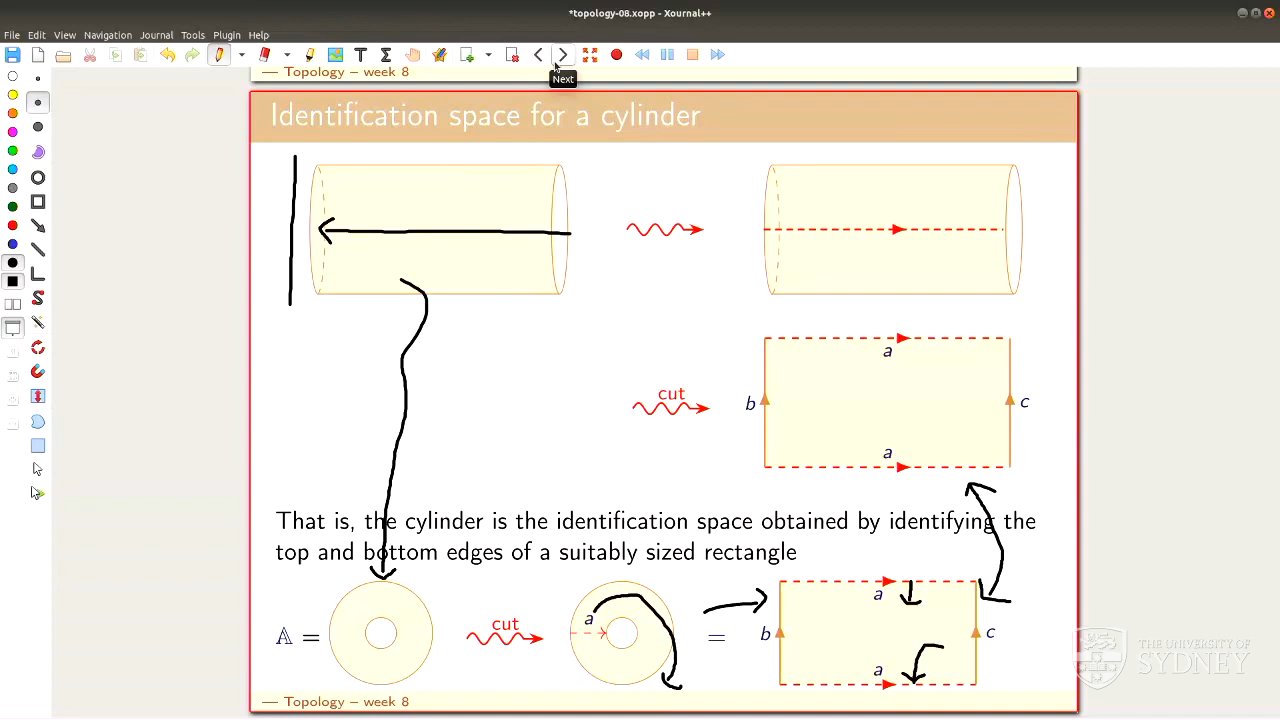 *topology-08.xopp - Xournal++
File Edit View Navigation Journal Tools Plugin Help
Next
— Topology – week 8
Identification space for a cylinder
a
cut
b
c
a
That is, the cylinder is the identification space obtained by identifying the
top and bottom edges of a suitably sized rectangle
𝔸 =
cut
a
=
b
a
c
a
THE UNIVERSITY OF
SYDNEY
— Topology – week 8